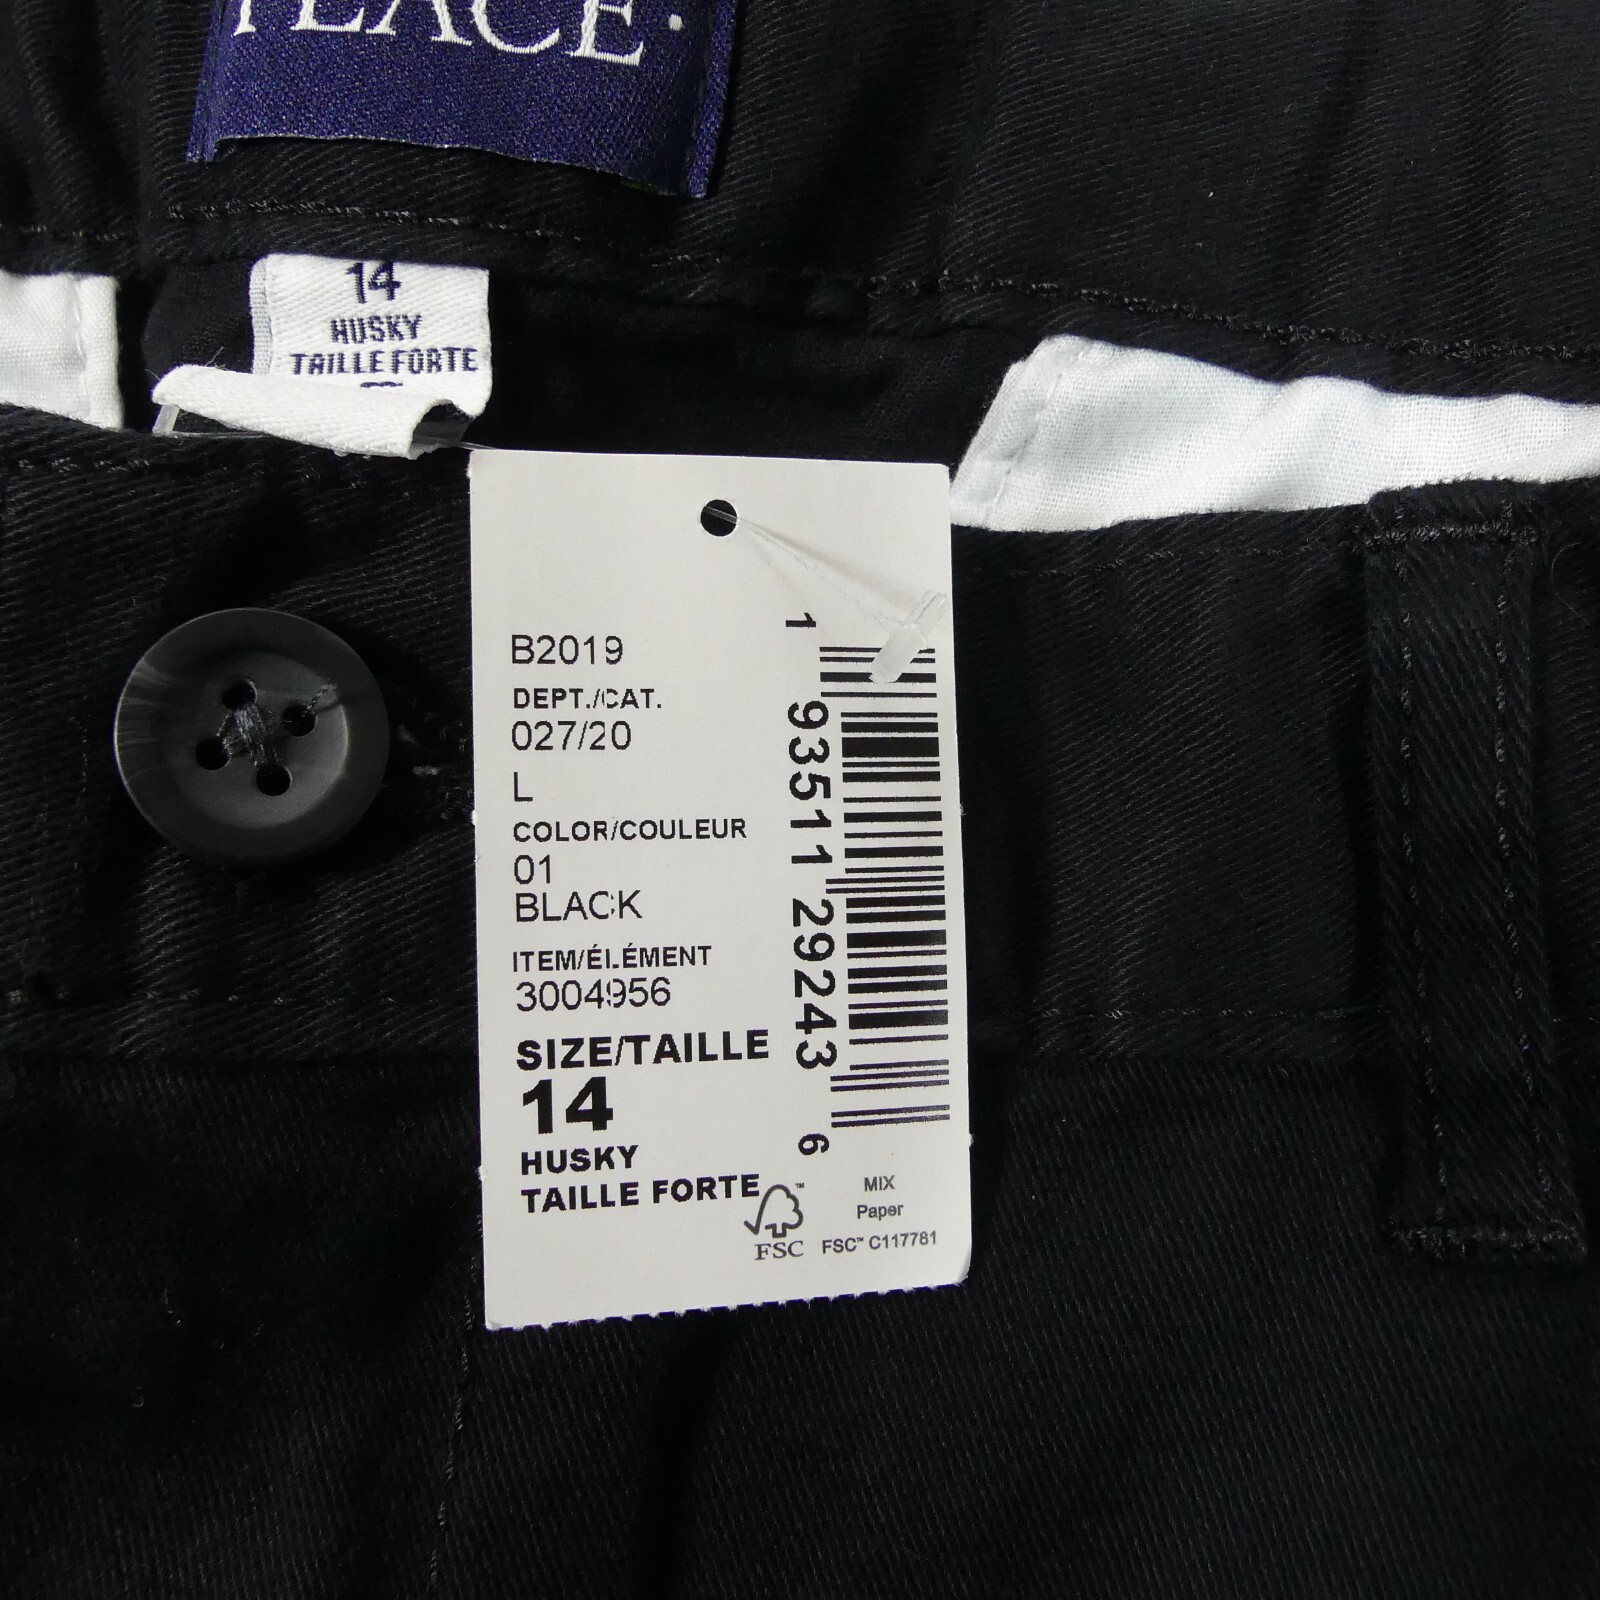 PLACE.
14
HUSKY
TAILLE FORTE
B2019
DEPT./CAT.
027/20
L
COLOR/COULEUR
01
BLACK
ITEM/ÉLÉMENT
3004956
SIZE/TAILLE
14
HUSKY
TAILLE FORTE
1 93511 29243 6
FSC™
MIX
Paper
FSC™ C117781